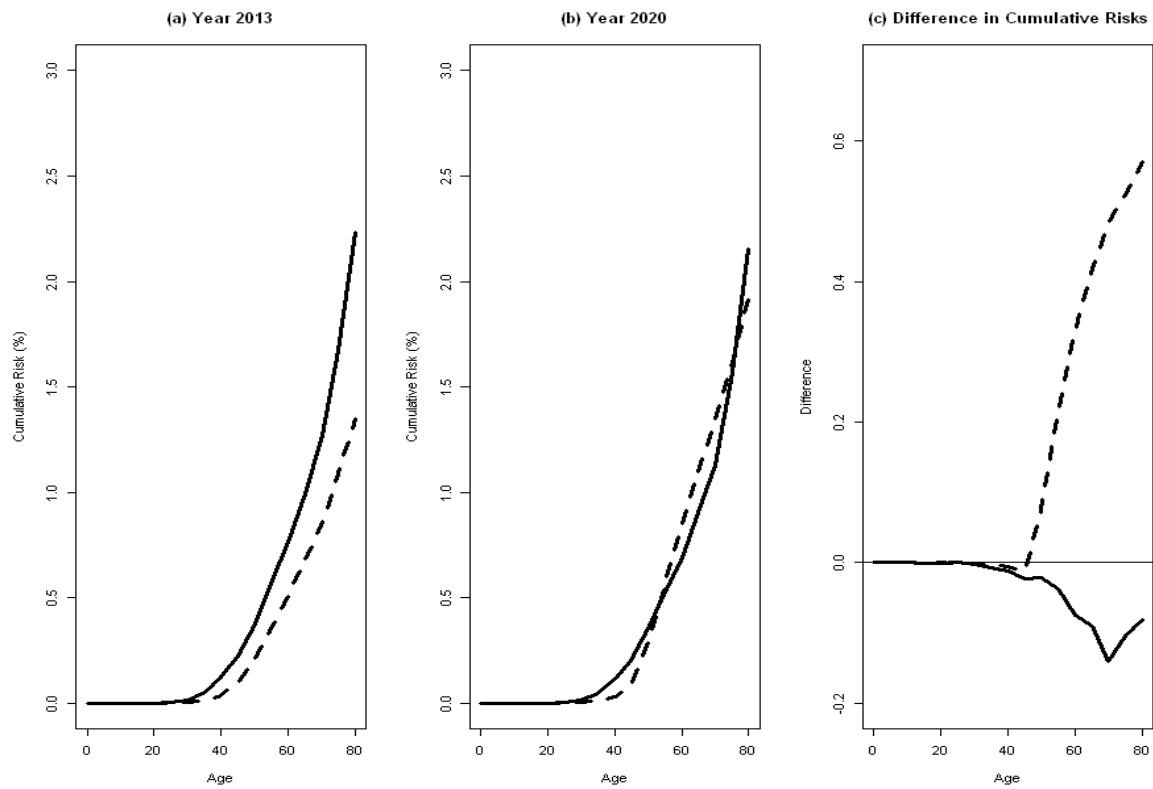 (a) Year 2013
3.0
2.5
2.0
1.5
1.0
0.5
0.0
Cumulative Risk (%)
0 20 40 60 80
Age
(b) Year 2020
3.0
2.5
2.0
1.5
1.0
0.5
0.0
Cumulative Risk (%)
0 20 40 60 80
Age
(c) Difference in Cumulative Risks
0.6
0.4
0.2
0.0
-0.2
Difference
0 20 40 60 80
Age